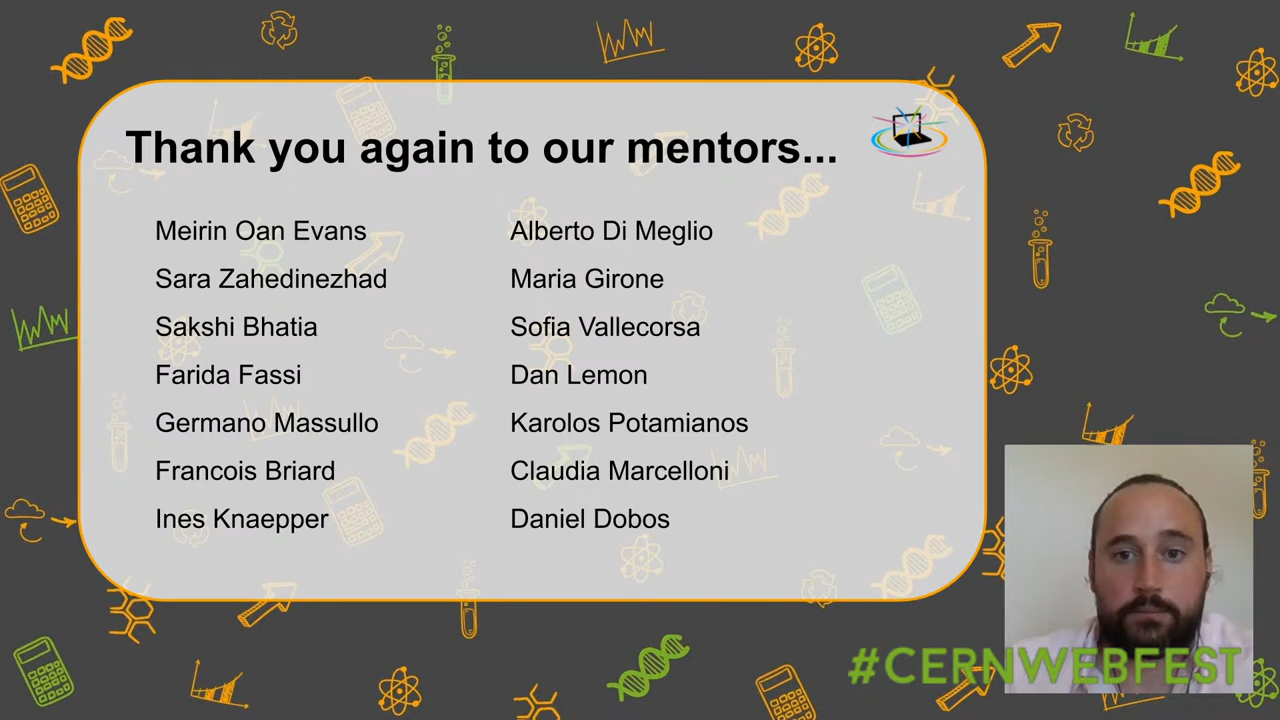 Thank you again to our mentors...
Meirin Oan Evans
Sara Zahedinezhad
Sakshi Bhatia
Farida Fassi
Germano Massullo
Francois Briard
Ines Knaepper
Alberto Di Meglio
Maria Girone
Sofia Vallecorsa
Dan Lemon
Karolos Potamianos
Claudia Marcelloni
Daniel Dobos
#CERNWEBFEST